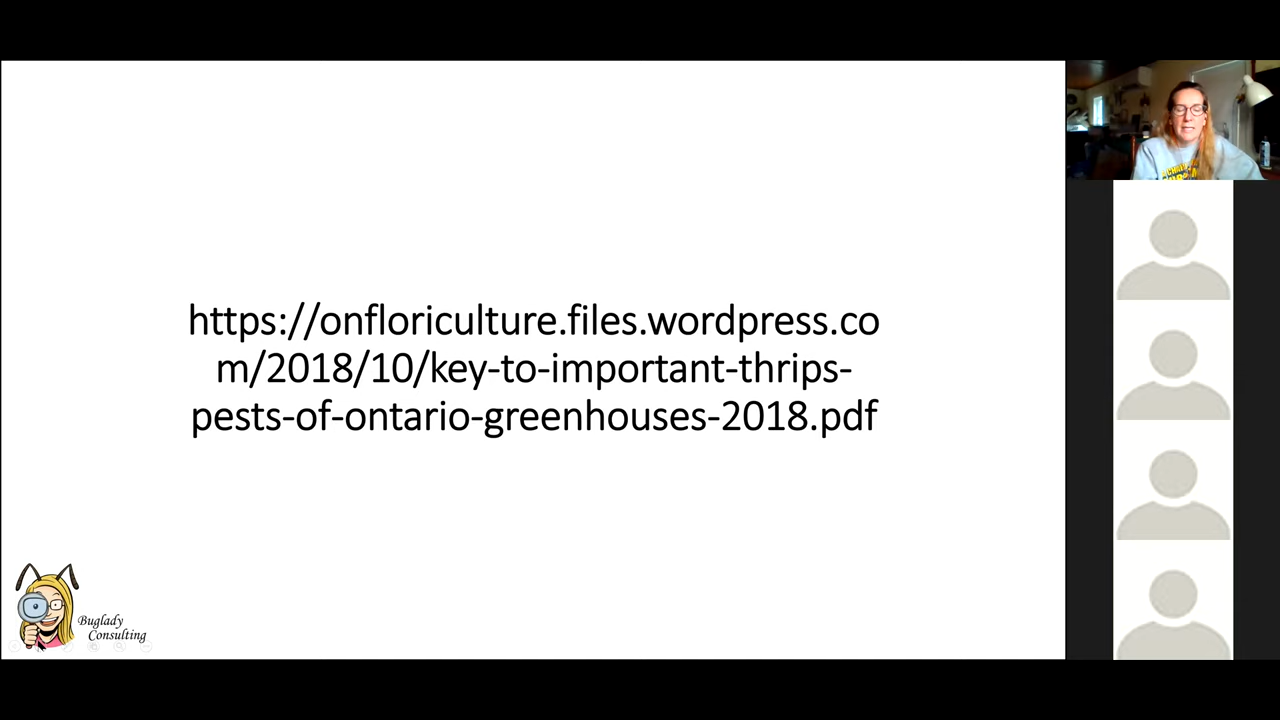 https://onfloriculture.files.wordpress.co
m/2018/10/key-to-important-thrips-
pests-of-ontario-greenhouses-2018.pdf
Buglady
Consulting